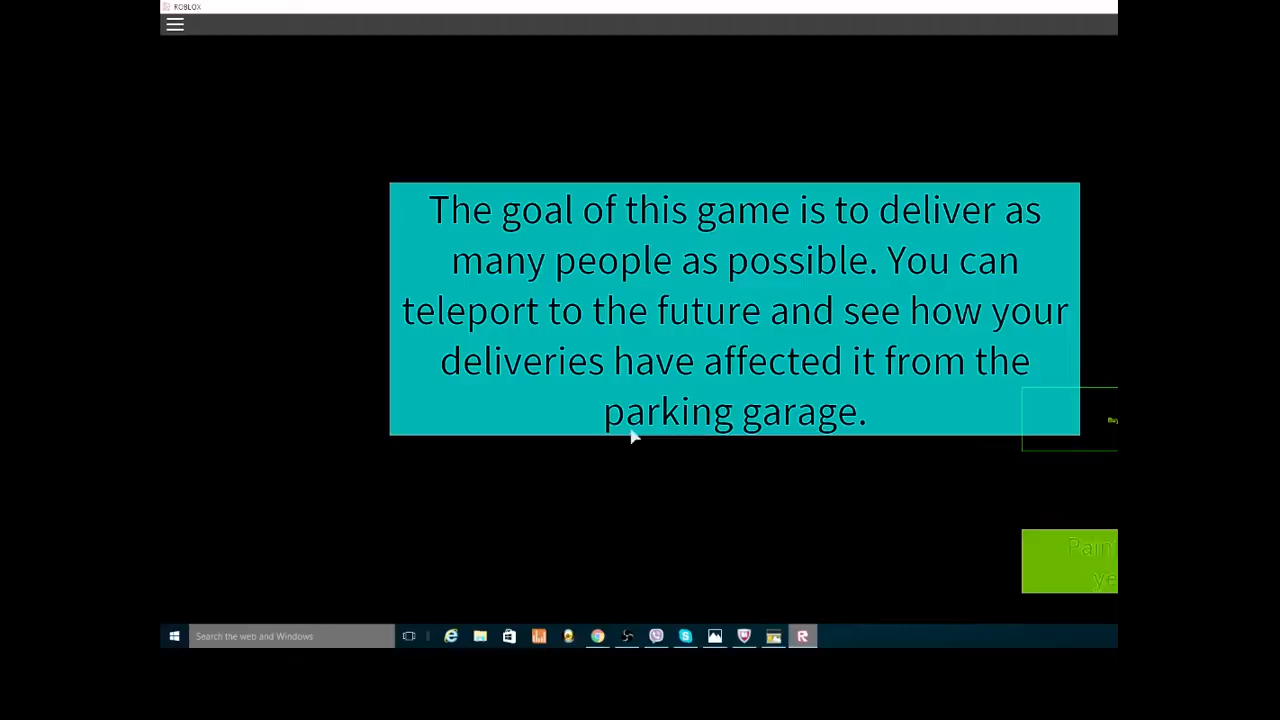 ROBLOX
The goal of this game is to deliver as
many people as possible. You can
teleport to the future and see how your
deliveries have affected it from the
parking garage.
Search the web and Windows